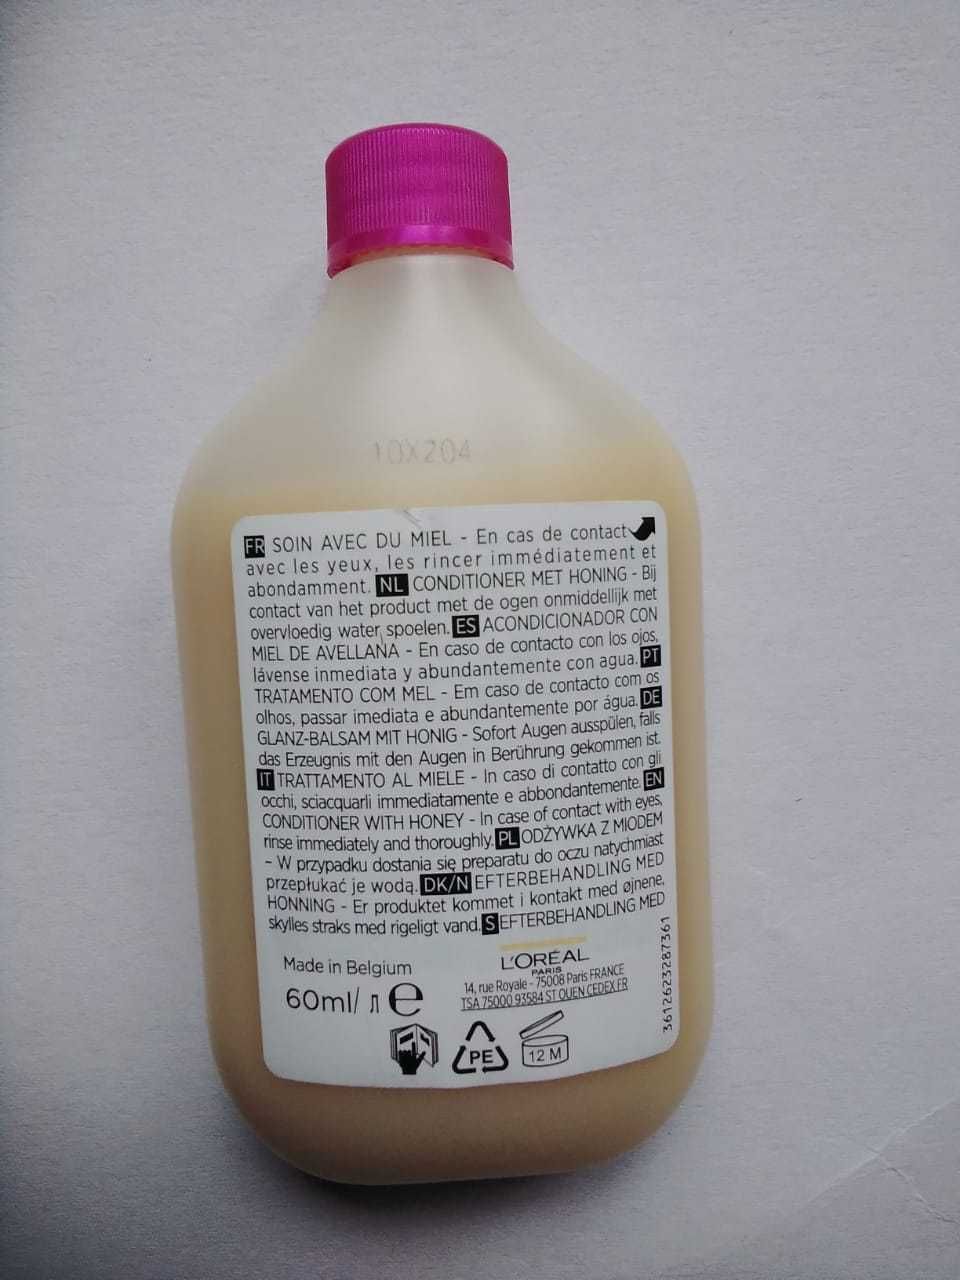 10X204
FR SOIN AVEC DU MIEL - En cas de contact
avec les yeux, les rincer immédiatement et
abondamment. NL CONDITIONER MET HONING - Bij
contact van het product met de ogen onmiddellijk met
overvloedig water spoelen. ES ACONDICIONADOR CON
MIEL DE AVELLANA - En caso de contacto con los ojos,
lávense inmediata y abundantemente con agua. PT
TRATAMENTO COM MEL - Em caso de contacto com os
olhos, passar imediata e abundantemente por água. DE
GLANZ-BALSAM MIT HONIG - Sofort Augen ausspülen, falls
das Erzeugnis mit den Augen in Berührung gekommen ist.
IT TRATTAMENTO AL MIELE - In caso di contatto con gli
occhi, sciacquarli immediatamente e abbondantemente. EN
CONDITIONER WITH HONEY - In case of contact with eyes,
rinse immediately and thoroughly. PL ODŻYWKA Z MIODEM
- W przypadku dostania się preparatu do oczu natychmiast
przepłukać je wodą. DK/N EFTERBEHANDLING MED
HONNING - Er produktet kommet i kontakt med øjnene,
skylles straks med rigeligt vand. S EFTERBEHANDLING MED
Made in Belgium
60ml/ л e
L'ORÉAL
PARIS
14, rue Royale - 75008 Paris FRANCE
TSA 75000 93584 ST OUEN CEDEX FR
PE
12 M
3612623287361